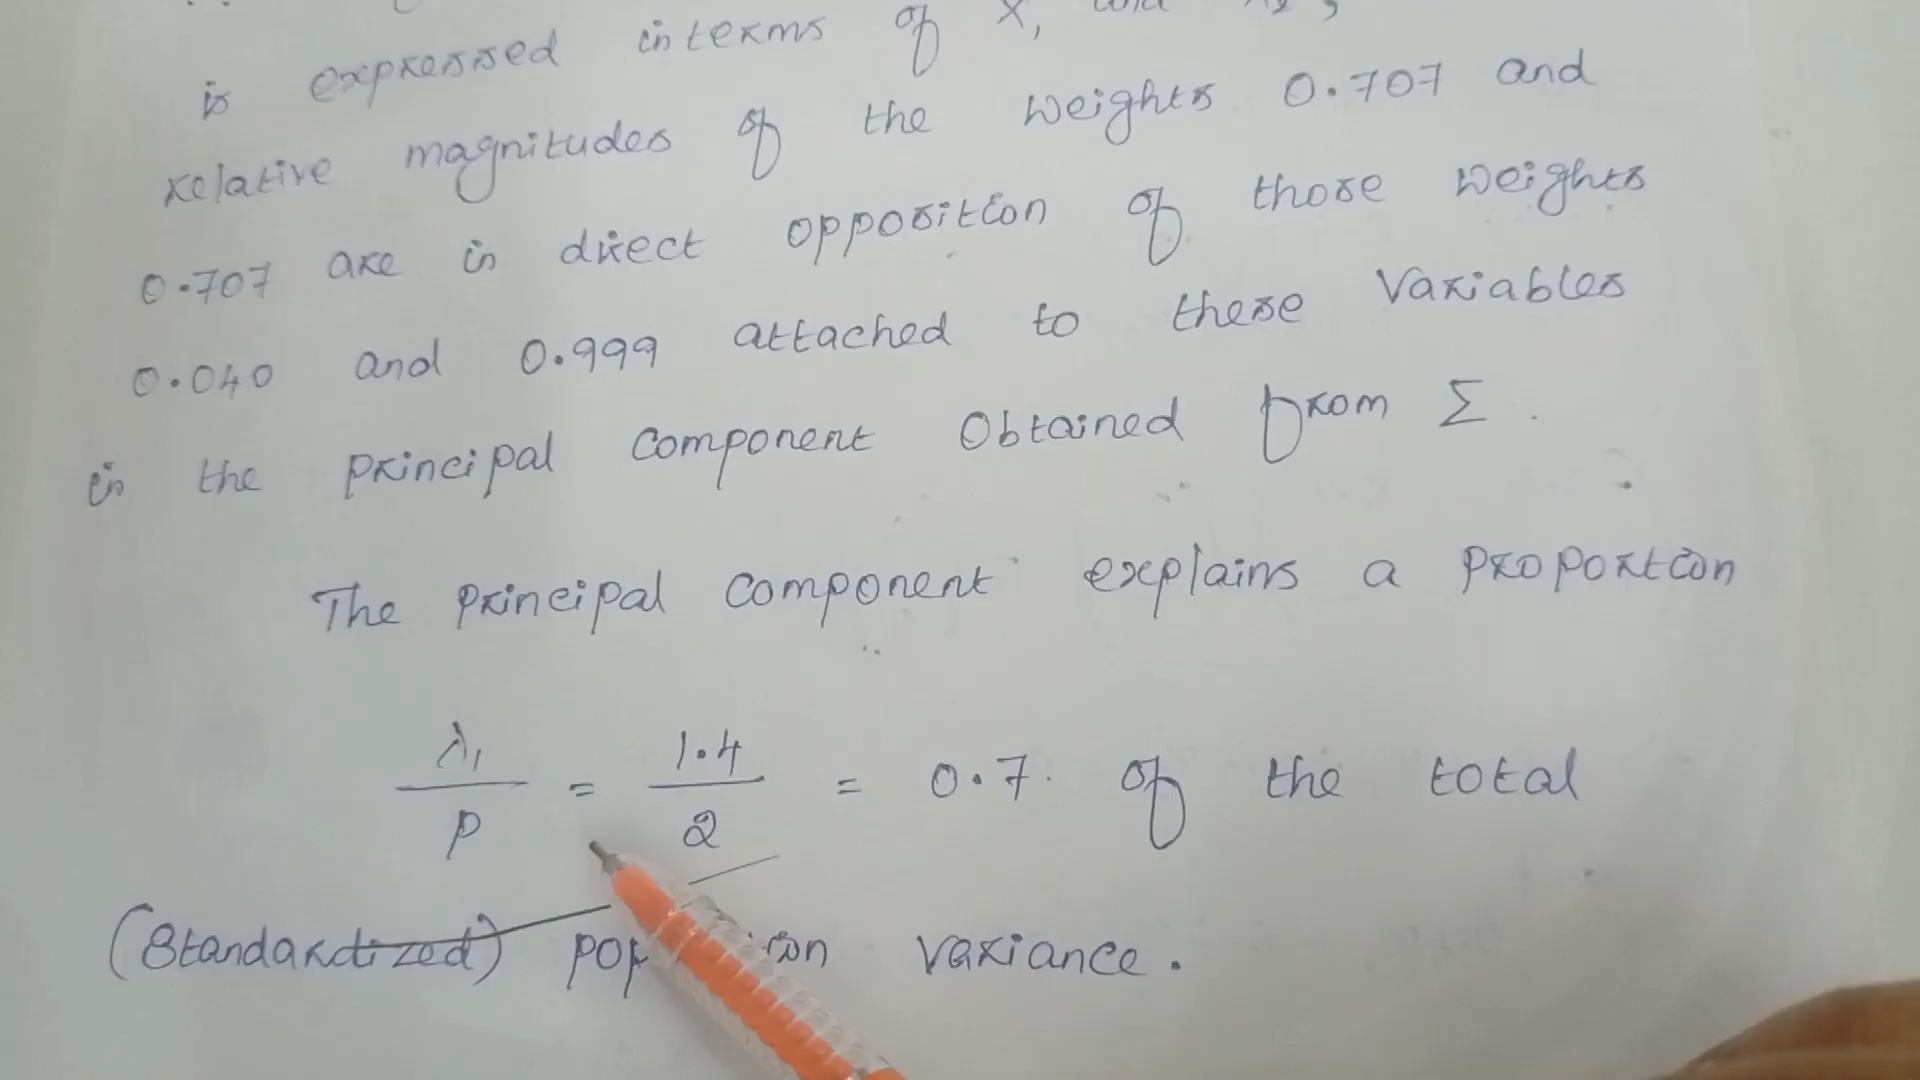 is expressed interms of X, and
relative magnitudes of the weights 0.707 and
0.707 are in direct opposition of those weights
0.040 and 0.999 attached to these variables
in the principal component obtained from Σ.
The principal component explains a proportion
λ₁/p = 1.4/2 = 0.7 of the total
(Standardized) variance.